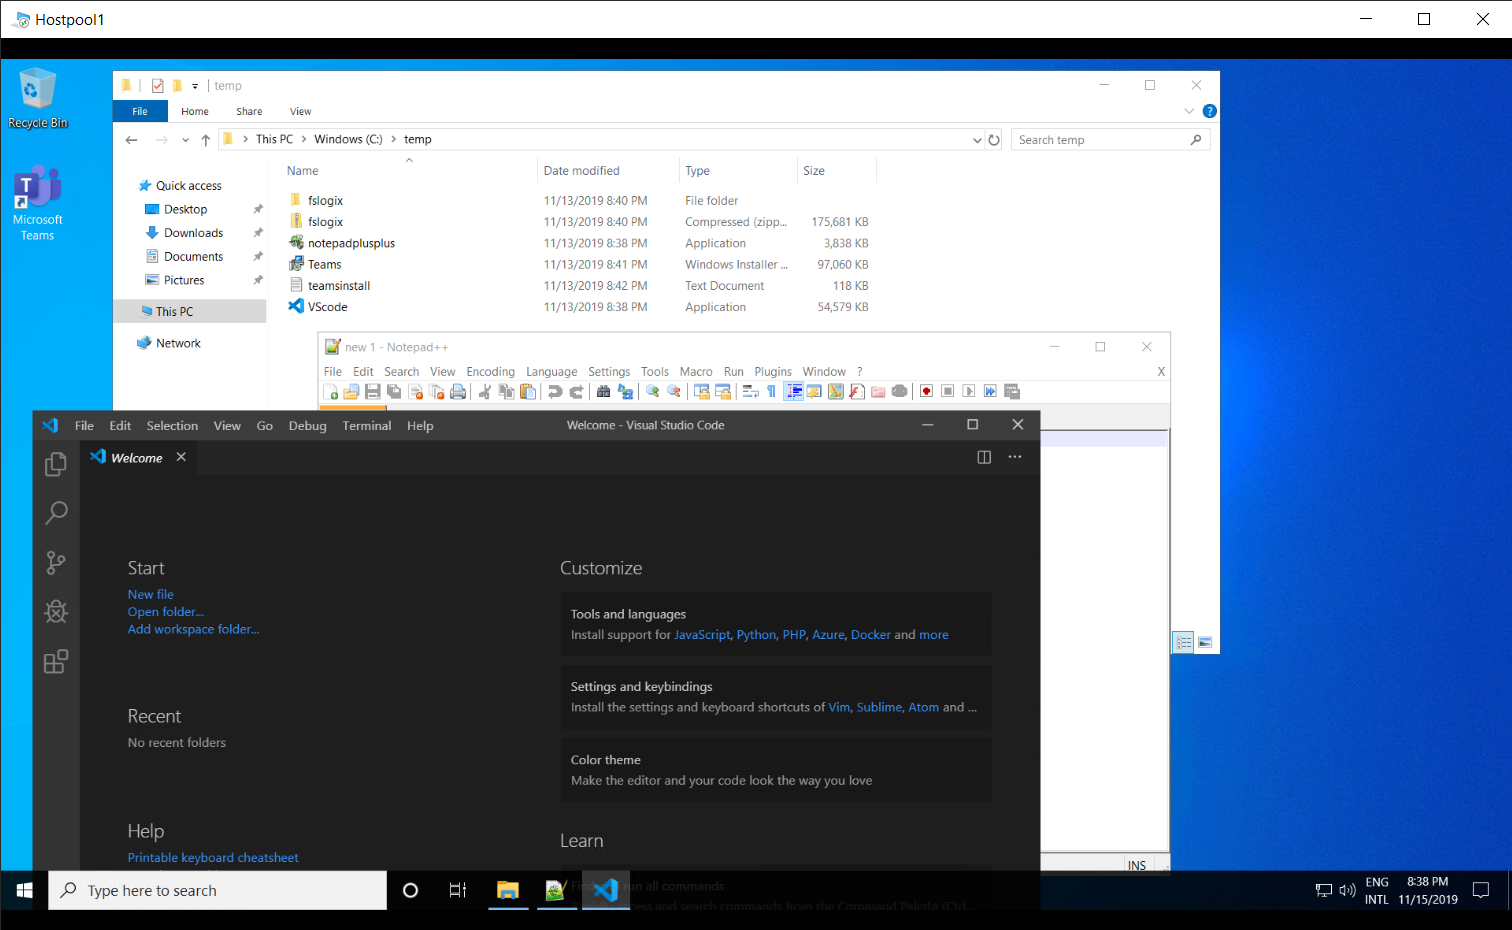 Hostpool1
Recycle Bin
Microsoft
Teams
temp
File Home Share View
This PC Windows (C:) temp
Search temp
Name Date modified Type Size
Quick access
Desktop
Downloads
Documents
Pictures
This PC
Network
fslogix 11/13/2019 8:40 PM File folder
fslogix 11/13/2019 8:40 PM Compressed (zipp... 175,681 KB
notepadplusplus 11/13/2019 8:38 PM Application 3,838 KB
Teams 11/13/2019 8:41 PM Windows Installer ... 97,060 KB
teamsinstall 11/13/2019 8:42 PM Text Document 118 KB
VScode 11/13/2019 8:38 PM Application 54,579 KB
new 1 - Notepad++
File Edit Search View Encoding Language Settings Tools Macro Run Plugins Window ? X
File Edit Selection View Go Debug Terminal Help Welcome - Visual Studio Code
Welcome
Start
New file
Open folder...
Add workspace folder...
Recent
No recent folders
Help
Printable keyboard cheatsheet
Customize
Tools and languages
Install support for JavaScript, Python, PHP, Azure, Docker and more
Settings and keybindings
Install the settings and keyboard shortcuts of Vim, Sublime, Atom and ...
Color theme
Make the editor and your code look the way you love
Learn
run all commands
and search commands from the Command Palette (Ctrl...
INS
Type here to search
ENG
INTL
8:38 PM
11/15/2019